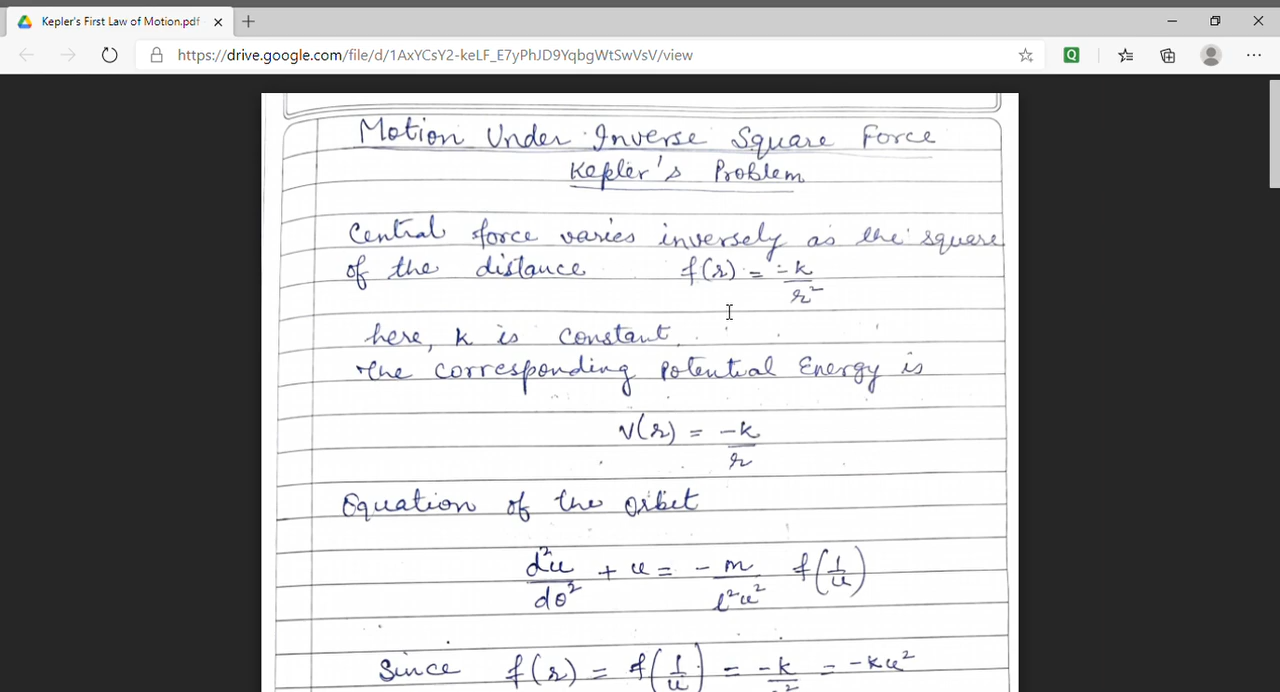 Kepler's First Law of Motion.pdf
https://drive.google.com/file/d/1AxYCsY2-keLF_E7yPhJD9YqbgWtSwVsV/view
Motion Under Inverse Square Force
Kepler's Problem
Central force varies inversely as the square
of the distance f(r) = -k/r²
here, k is constant.
The corresponding Potential Energy is
V(r) = -k/r
Equation of the orbit
d²u/dθ² + u = - m/l²u² f(1/u)
Since f(r) = f(1/u) = -k/r² = -ku²